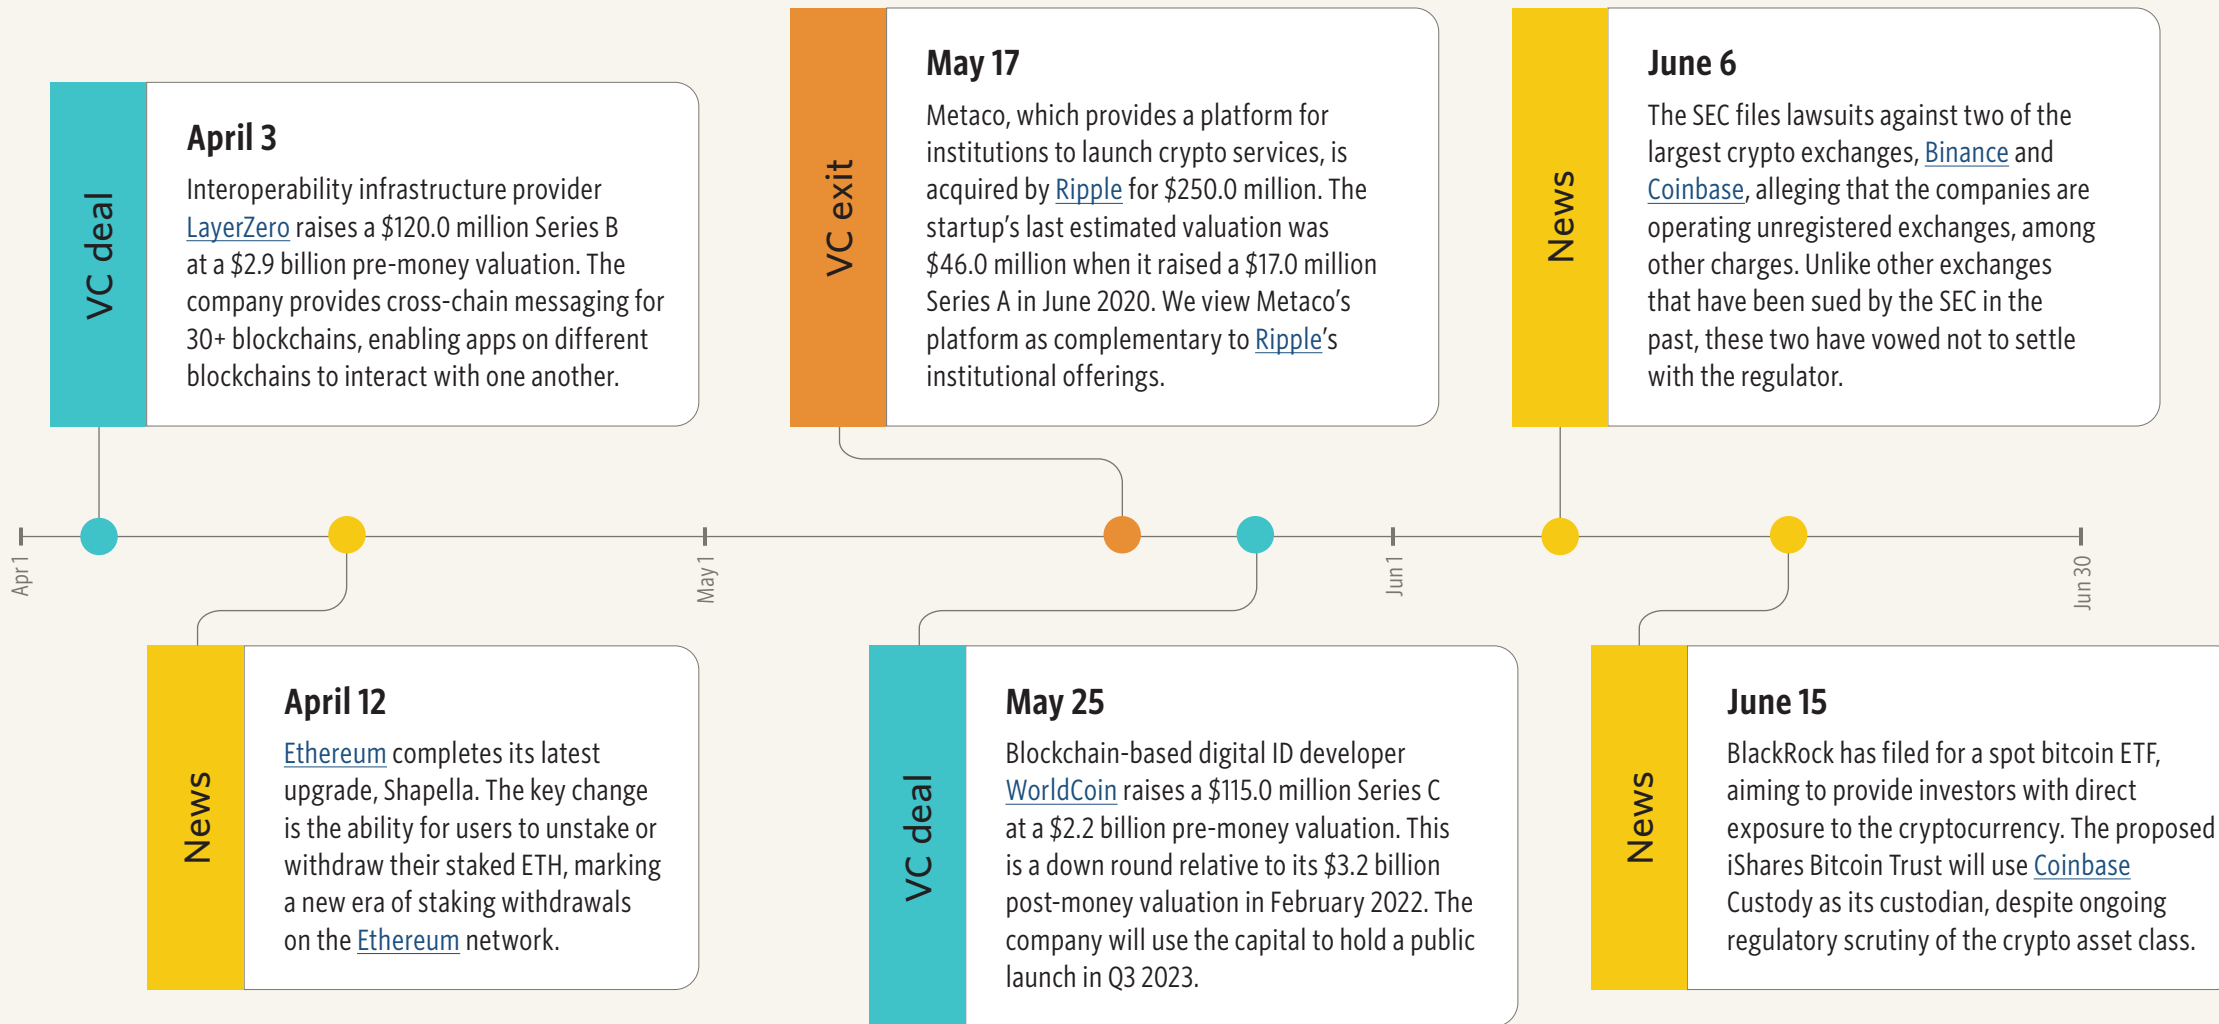 VC deal
April 3
Interoperability infrastructure provider
LayerZero raises a $120.0 million Series B
at a $2.9 billion pre-money valuation. The
company provides cross-chain messaging for
30+ blockchains, enabling apps on different
blockchains to interact with one another.
VC exit
May 17
Metaco, which provides a platform for
institutions to launch crypto services, is
acquired by Ripple for $250.0 million. The
startup’s last estimated valuation was
$46.0 million when it raised a $17.0 million
Series A in June 2020. We view Metaco’s
platform as complementary to Ripple’s
institutional offerings.
News
June 6
The SEC files lawsuits against two of the
largest crypto exchanges, Binance and
Coinbase, alleging that the companies are
operating unregistered exchanges, among
other charges. Unlike other exchanges
that have been sued by the SEC in the
past, these two have vowed not to settle
with the regulator.
Apr 1
May 1
Jun 1
Jun 30
News
April 12
Ethereum completes its latest
upgrade, Shapella. The key change
is the ability for users to unstake or
withdraw their staked ETH, marking
a new era of staking withdrawals
on the Ethereum network.
VC deal
May 25
Blockchain-based digital ID developer
WorldCoin raises a $115.0 million Series C
at a $2.2 billion pre-money valuation. This
is a down round relative to its $3.2 billion
post-money valuation in February 2022. The
company will use the capital to hold a public
launch in Q3 2023.
News
June 15
BlackRock has filed for a spot bitcoin ETF,
aiming to provide investors with direct
exposure to the cryptocurrency. The proposed
iShares Bitcoin Trust will use Coinbase
Custody as its custodian, despite ongoing
regulatory scrutiny of the crypto asset class.